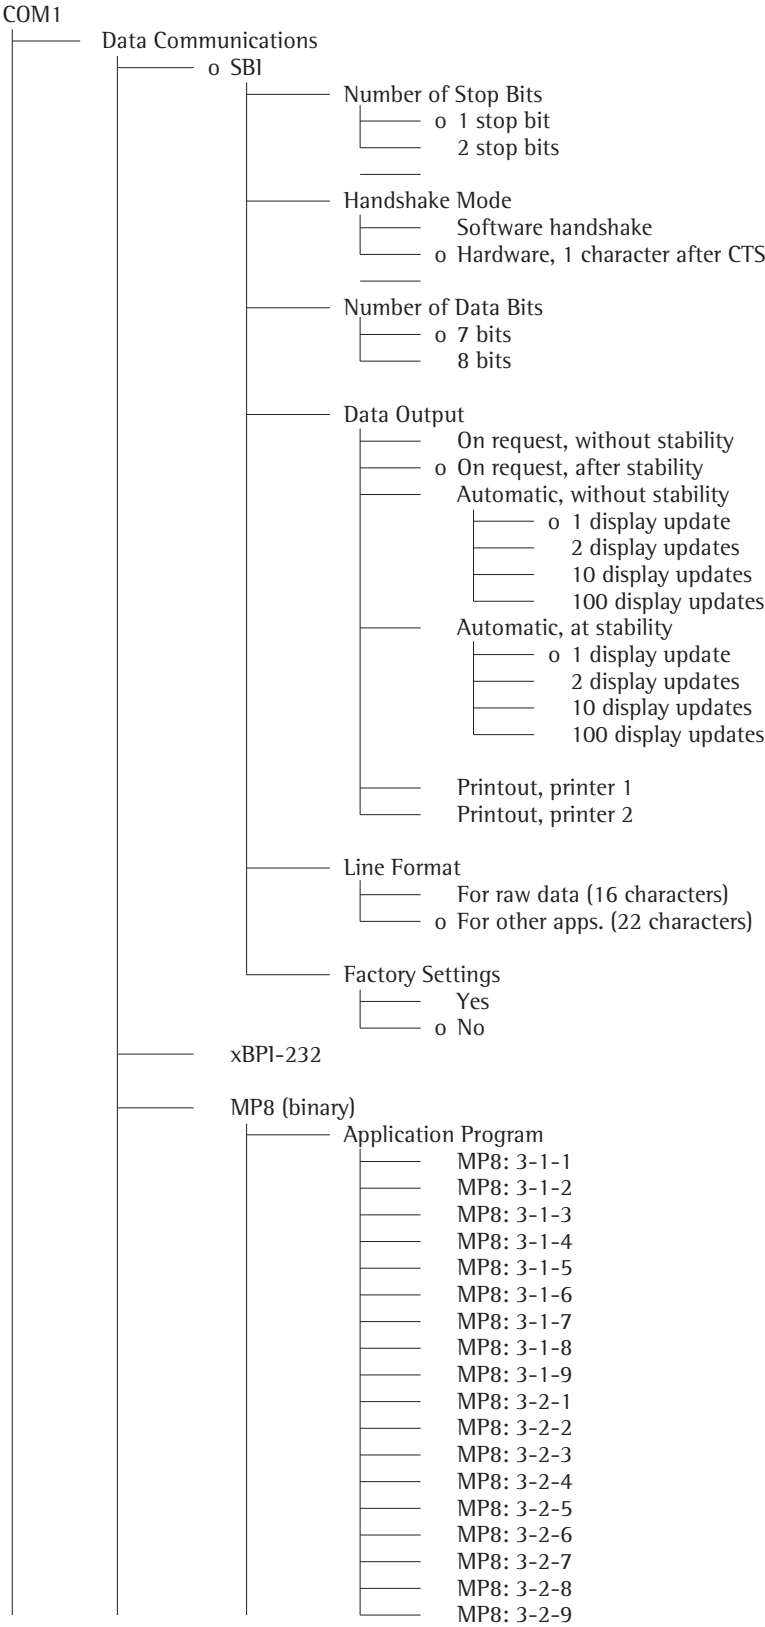 COM1
Data Communications
o SBI
Number of Stop Bits
o 1 stop bit
2 stop bits
Handshake Mode
Software handshake
o Hardware, 1 character after CTS
Number of Data Bits
o 7 bits
8 bits
Data Output
On request, without stability
o On request, after stability
Automatic, without stability
o 1 display update
2 display updates
10 display updates
100 display updates
Automatic, at stability
o 1 display update
2 display updates
10 display updates
100 display updates
Printout, printer 1
Printout, printer 2
Line Format
For raw data (16 characters)
o For other apps. (22 characters)
Factory Settings
Yes
o No
xBPI-232
MP8 (binary)
Application Program
MP8: 3-1-1
MP8: 3-1-2
MP8: 3-1-3
MP8: 3-1-4
MP8: 3-1-5
MP8: 3-1-6
MP8: 3-1-7
MP8: 3-1-8
MP8: 3-1-9
MP8: 3-2-1
MP8: 3-2-2
MP8: 3-2-3
MP8: 3-2-4
MP8: 3-2-5
MP8: 3-2-6
MP8: 3-2-7
MP8: 3-2-8
MP8: 3-2-9